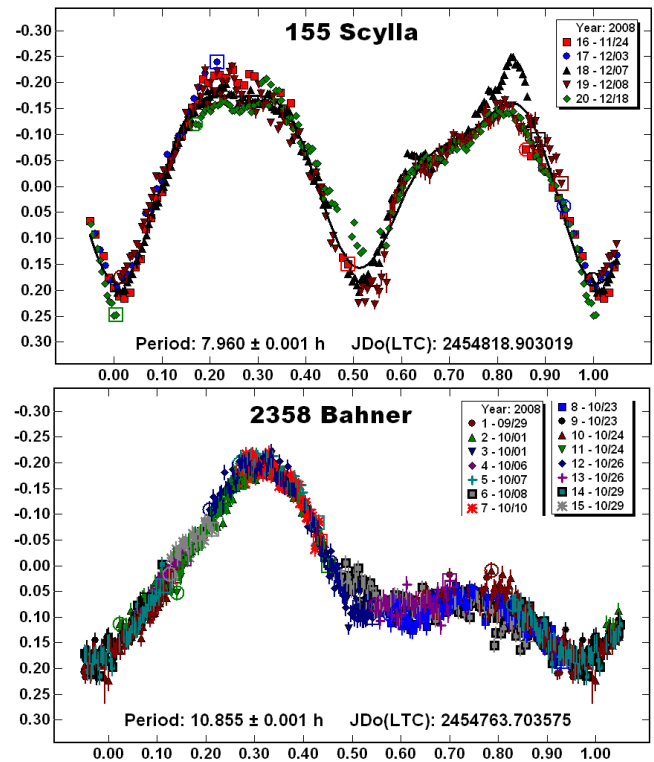 155 Scylla
Year: 2008
16 - 11/24
17 - 12/03
18 - 12/07
19 - 12/08
20 - 12/18
-0.30
-0.25
-0.20
-0.15
-0.10
-0.05
0.00
0.05
0.10
0.15
0.20
0.25
0.30
Period: 7.960 ± 0.001 h JDo(LTC): 2454818.903019
0.00 0.10 0.20 0.30 0.40 0.50 0.60 0.70 0.80 0.90 1.00
2358 Bahner
Year: 2008
1 - 09/29
2 - 10/01
3 - 10/01
4 - 10/06
5 - 10/07
6 - 10/08
7 - 10/10
8 - 10/23
9 - 10/23
10 - 10/24
11 - 10/24
12 - 10/26
13 - 10/26
14 - 10/29
15 - 10/29
-0.30
-0.25
-0.20
-0.15
-0.10
-0.05
0.00
0.05
0.10
0.15
0.20
0.25
0.30
Period: 10.855 ± 0.001 h JDo(LTC): 2454763.703575
0.00 0.10 0.20 0.30 0.40 0.50 0.60 0.70 0.80 0.90 1.00